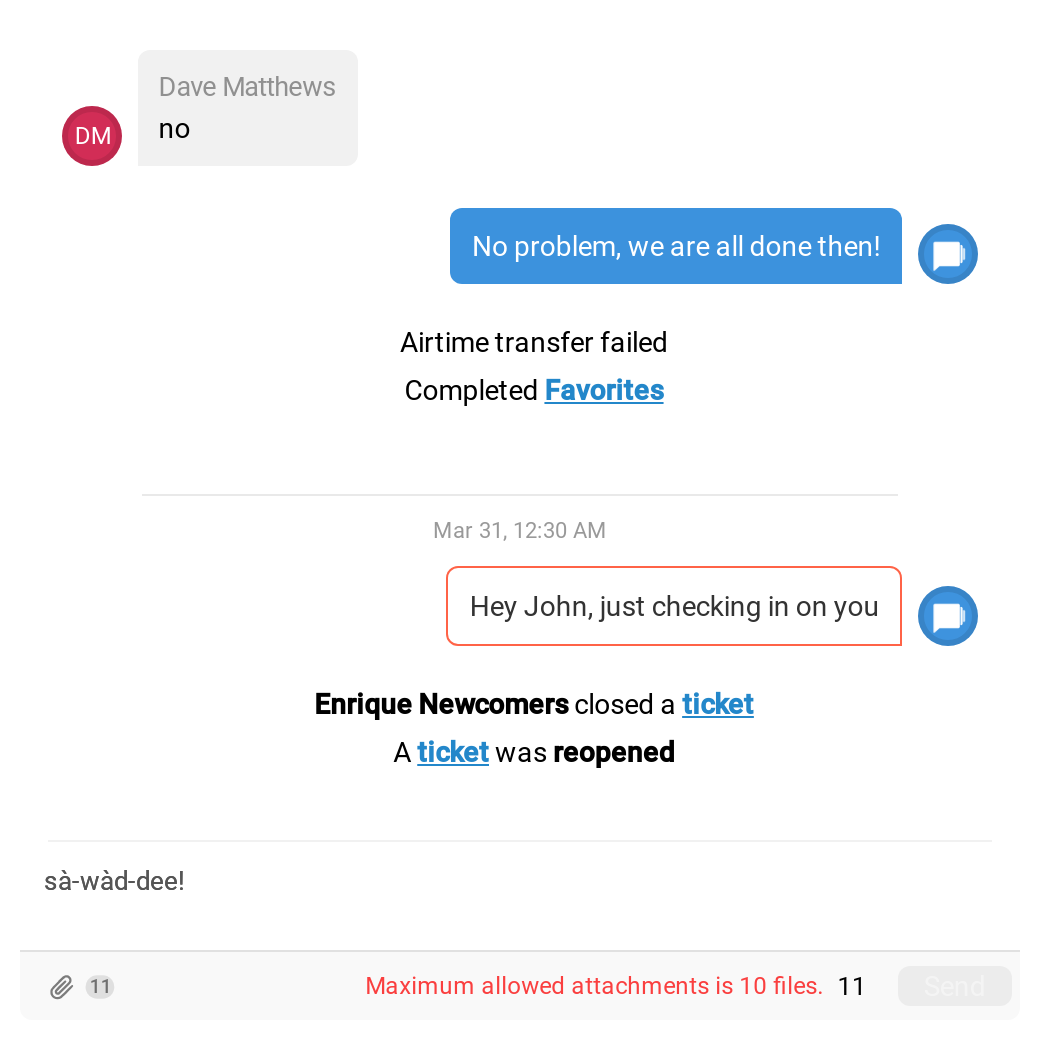 Dave Matthews
DM
no
No problem, we are all done then!
Airtime transfer failed
Completed Favorites
Mar 31, 12:30 AM
Hey John, just checking in on you
Enrique Newcomers closed a ticket
A ticket was reopened
sà-wàd-dee!
11 Maximum allowed attachments is 10 files. 11 Send